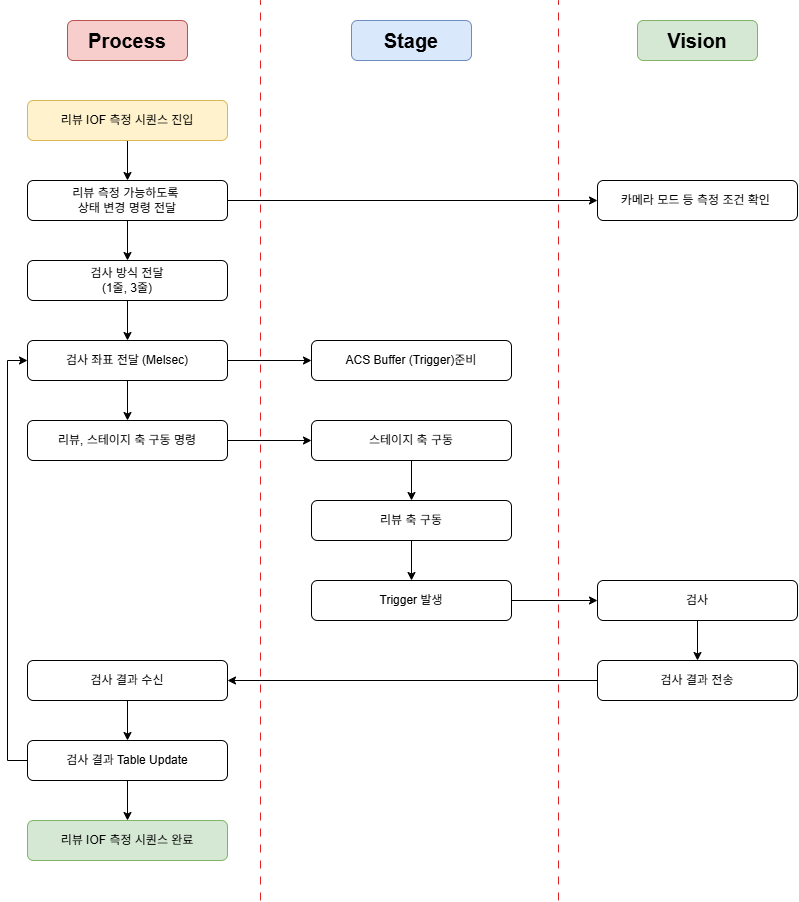 Process
Stage
Vision
리뷰 IOF 측정 시퀀스 진입
리뷰 측정 가능하도록
상태 변경 명령 전달
카메라 모드 등 측정 조건 확인
검사 방식 전달
(1줄, 3줄)
검사 좌표 전달 (Melsec)
ACS Buffer (Trigger)준비
리뷰, 스테이지 축 구동 명령
스테이지 축 구동
리뷰 축 구동
Trigger 발생
검사
검사 결과 수신
검사 결과 전송
검사 결과 Table Update
리뷰 IOF 측정 시퀀스 완료